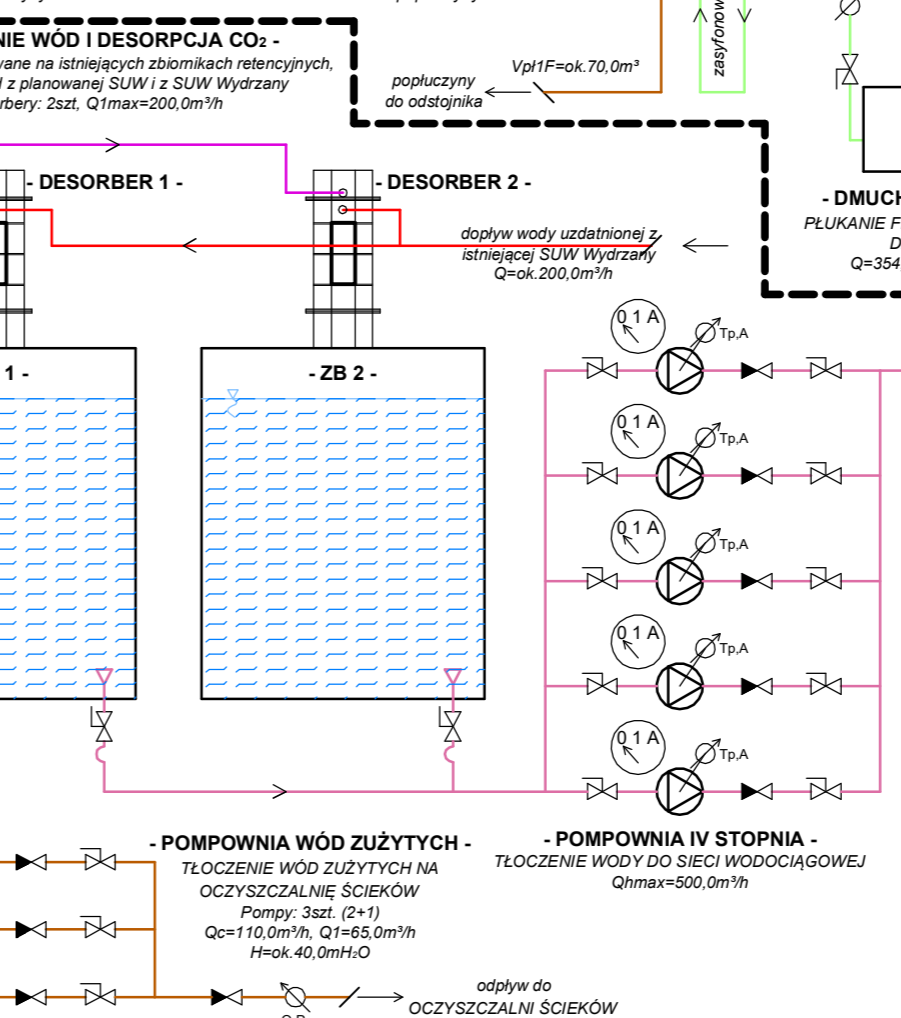 NIE WÓD I DESORPCJA CO₂ -
wane na istniejących zbiornikach retencyjnych,
z planowanej SUW i z SUW Wydrzany
rbery: 2szt, Q1max=200,0m³/h
popłuczyny
do odstojnika
Vpł1F=ok.70,0m³
zasyfonow
- DESORBER 1 -
- DESORBER 2 -
dopływ wody uzdatnionej z
istniejącej SUW Wydrzany
Q=ok.200,0m³/h
- DMUCH
PŁUKANIE F
D
Q=354,
1 -
- ZB 2 -
0 1 A
Tp,A
0 1 A
Tp,A
0 1 A
Tp,A
0 1 A
Tp,A
0 1 A
Tp,A
- POMPOWNIA WÓD ZUŻYTYCH -
TŁOCZENIE WÓD ZUŻYTYCH NA
OCZYSZCZALNIĘ ŚCIEKÓW
Pompy: 3szt. (2+1)
Qc=110,0m³/h, Q1=65,0m³/h
H=ok.40,0mH₂O
- POMPOWNIA IV STOPNIA -
TŁOCZENIE WODY DO SIECI WODOCIĄGOWEJ
Qhmax=500,0m³/h
odpływ do
OCZYSZCZALNI ŚCIEKÓW